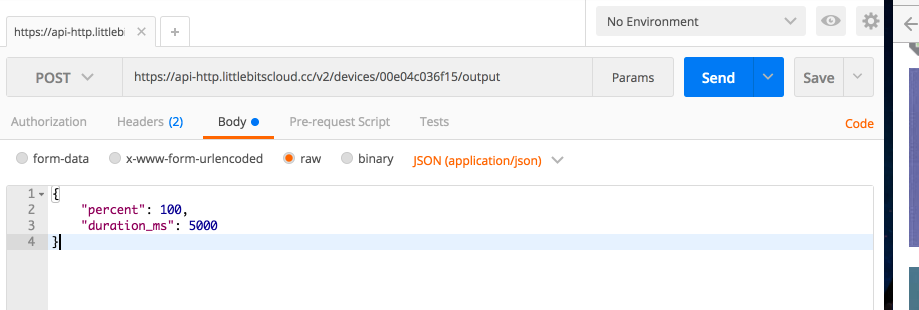 No Environment
https://api-http.littleb
POST https://api-http.littlebitscloud.cc/v2/devices/00e04c036f15/output Params Send Save
Authorization Headers (2) Body Pre-request Script Tests Code
form-data x-www-form-urlencoded raw binary JSON (application/json)
1 {
2 "percent": 100,
3 "duration_ms": 5000
4 }